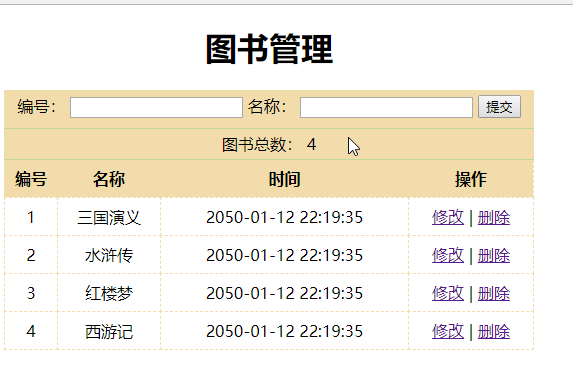 图书管理
编号： 名称： 提交
图书总数： 4
编号 名称 时间 操作
1 三国演义 2050-01-12 22:19:35 修改 | 删除
2 水浒传 2050-01-12 22:19:35 修改 | 删除
3 红楼梦 2050-01-12 22:19:35 修改 | 删除
4 西游记 2050-01-12 22:19:35 修改 | 删除